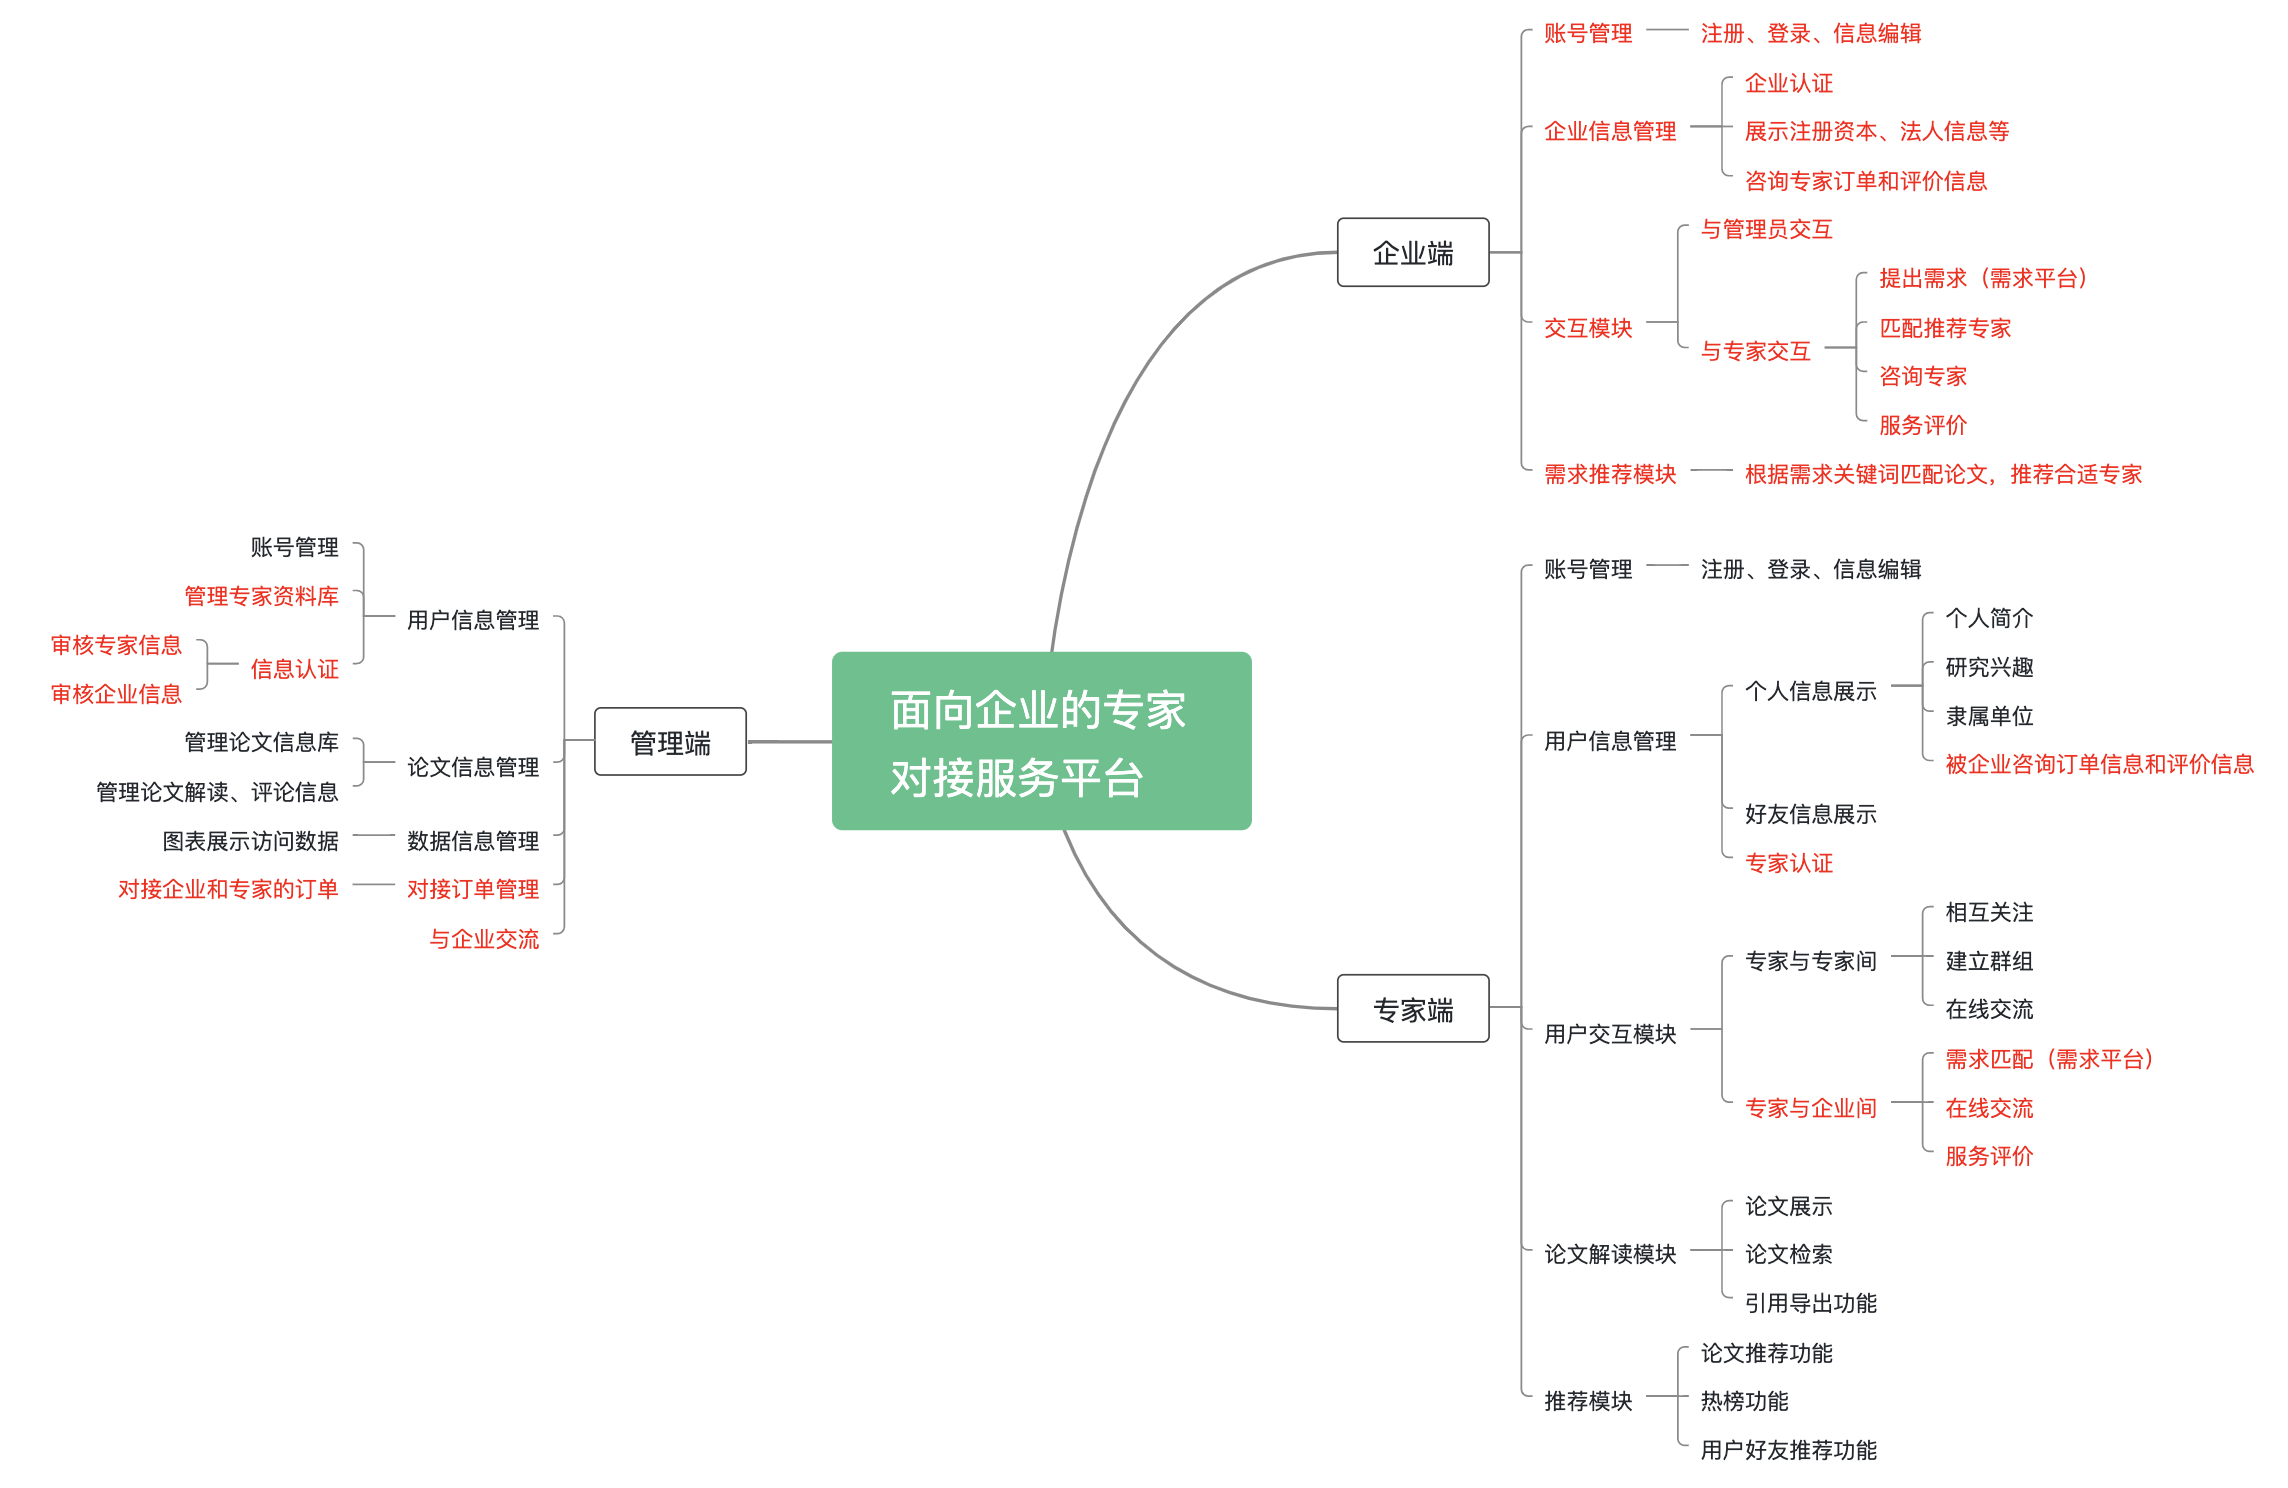 面向企业的专家
对接服务平台
企业端
账号管理
注册、登录、信息编辑
企业信息管理
企业认证
展示注册资本、法人信息等
咨询专家订单和评价信息
交互模块
与管理员交互
与专家交互
提出需求（需求平台）
匹配推荐专家
咨询专家
服务评价
需求推荐模块
根据需求关键词匹配论文，推荐合适专家
专家端
账号管理
注册、登录、信息编辑
用户信息管理
个人信息展示
个人简介
研究兴趣
隶属单位
被企业咨询订单信息和评价信息
好友信息展示
专家认证
用户交互模块
专家与专家间
相互关注
建立群组
在线交流
专家与企业间
需求匹配（需求平台）
在线交流
服务评价
论文解读模块
论文展示
论文检索
引用导出功能
推荐模块
论文推荐功能
热榜功能
用户好友推荐功能
管理端
用户信息管理
账号管理
管理专家资料库
信息认证
审核专家信息
审核企业信息
论文信息管理
管理论文信息库
管理论文解读、评论信息
数据信息管理
图表展示访问数据
对接订单管理
对接企业和专家的订单
与企业交流